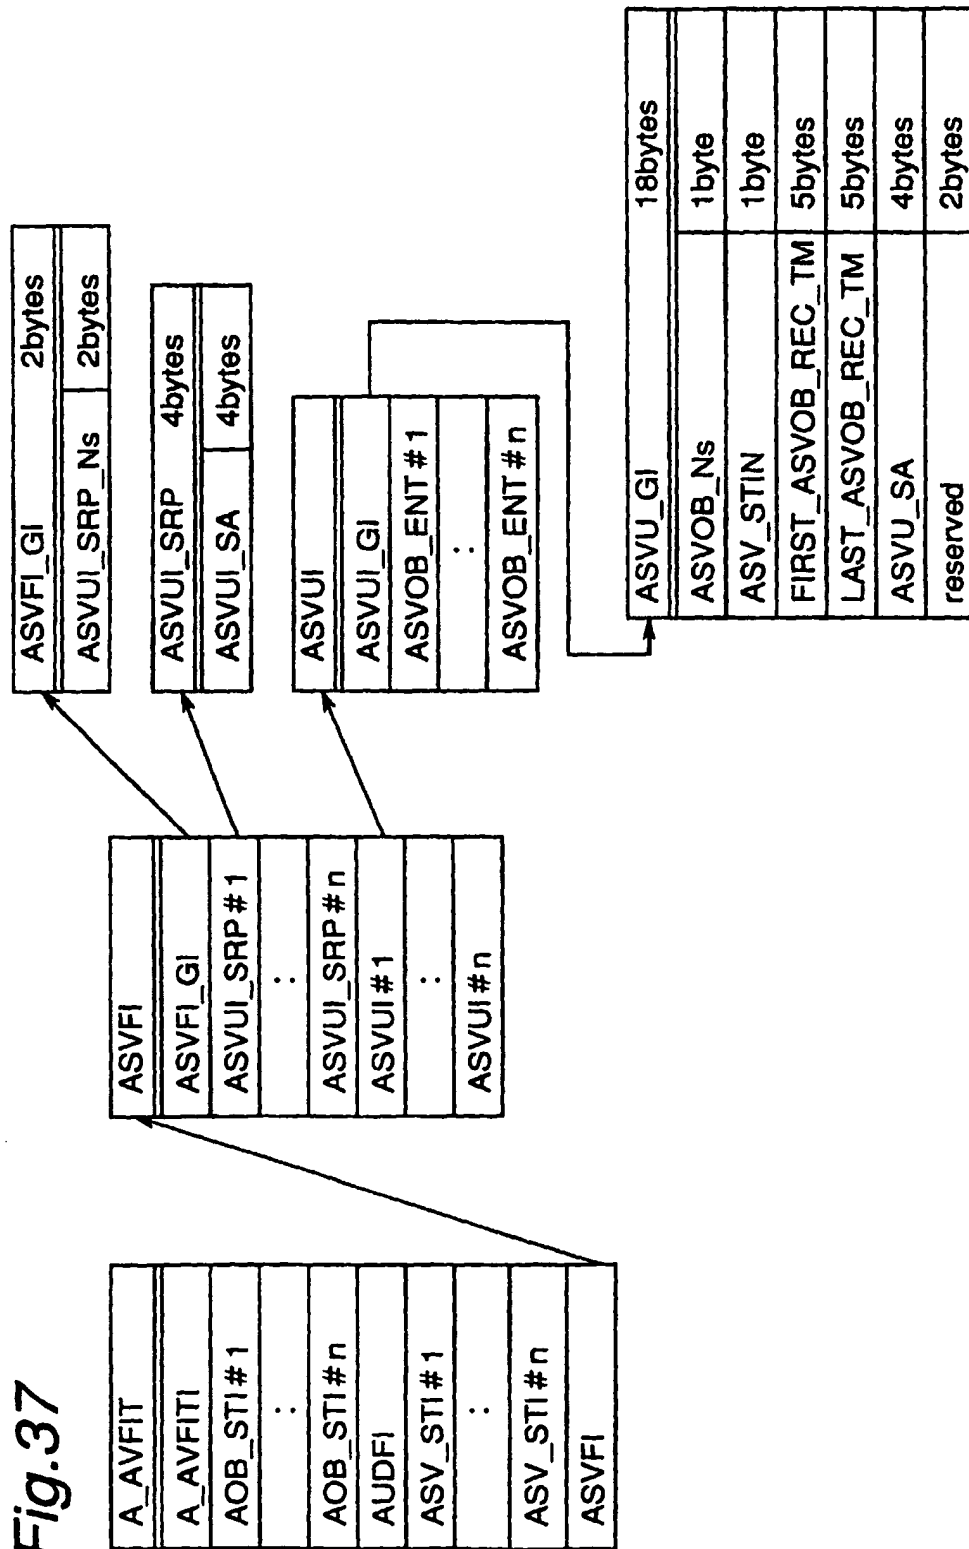 Fig.37
A_AVFIT
A_AVFITI
AOB_STI#1
:
AOB_STI#n
AUDFI
ASV_STI#1
:
ASV_STI#n
ASVFI
ASVFI
ASVFI_GI
ASVUI_SRP#1
:
ASVUI_SRP#n
ASVUI#1
:
ASVUI#n
ASVFI_GI 2bytes
ASVUI_SRP_Ns 2bytes
ASVUI_SRP 4bytes
ASVUI_SA 4bytes
ASVUI
ASVUI_GI
ASVOB_ENT#1
:
ASVOB_ENT#n
ASVU_GI 18bytes
ASVOB_Ns 1byte
ASV_STIN 1byte
FIRST_ASVOB_REC_TM 5bytes
LAST_ASVOB_REC_TM 5bytes
ASVU_SA 4bytes
reserved 2bytes